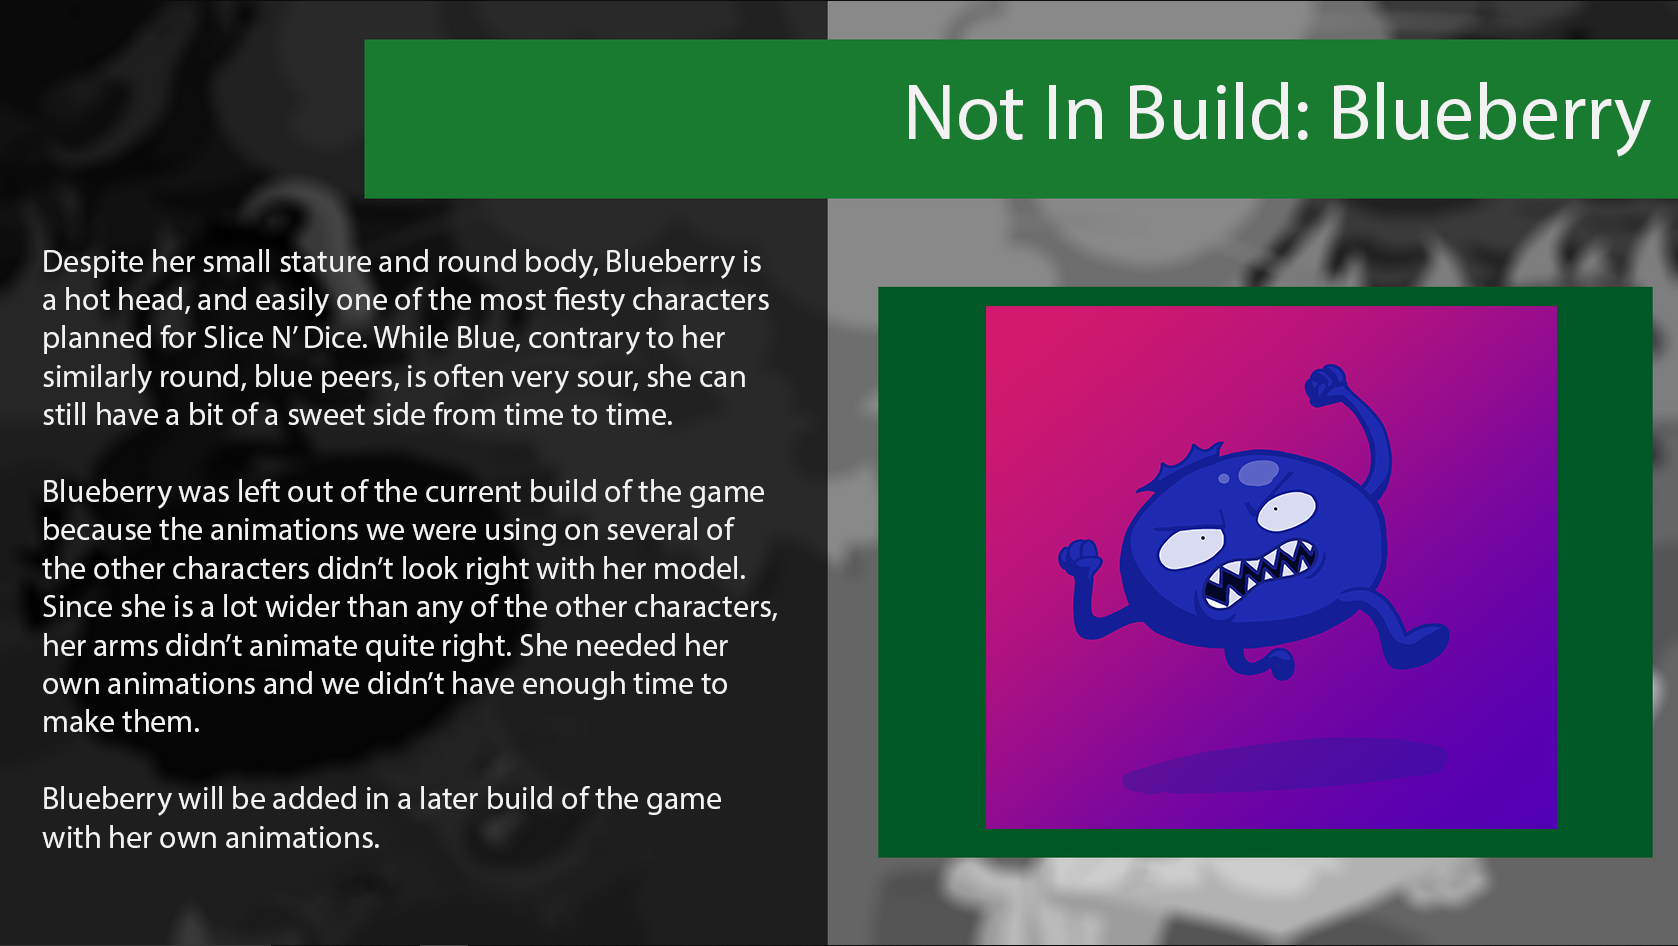 Not In Build: Blueberry
Despite her small stature and round body, Blueberry is
a hot head, and easily one of the most fiesty characters
planned for Slice N’ Dice. While Blue, contrary to her
similarly round, blue peers, is often very sour, she can
still have a bit of a sweet side from time to time.
Blueberry was left out of the current build of the game
because the animations we were using on several of
the other characters didn’t look right with her model.
Since she is a lot wider than any of the other characters,
her arms didn’t animate quite right. She needed her
own animations and we didn’t have enough time to
make them.
Blueberry will be added in a later build of the game
with her own animations.